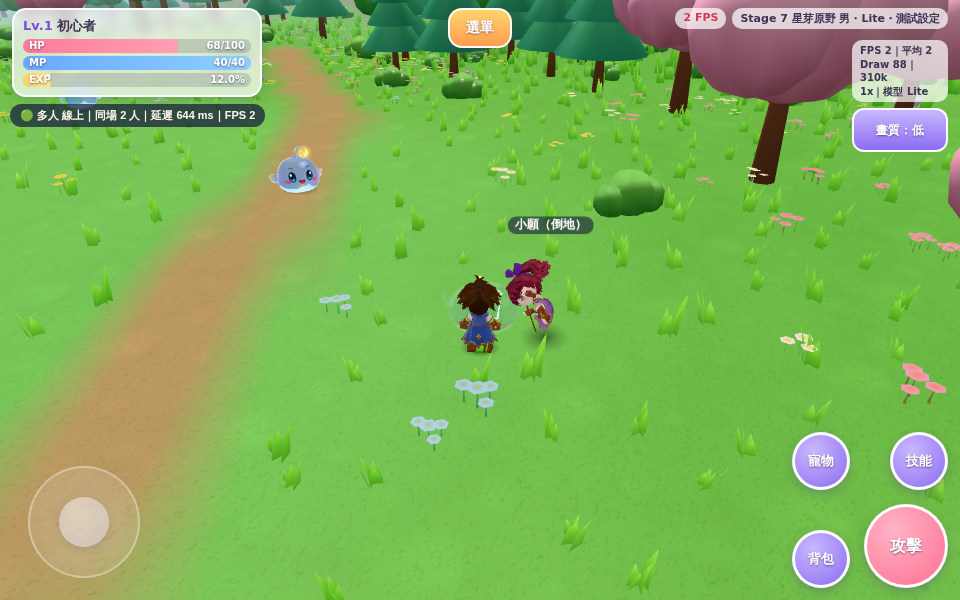 Lv.1 初心者
HP 68/100
MP 40/40
EXP 12.0%
多人 線上｜同場 2 人｜延遲 644 ms｜FPS 2
選單
2 FPS
Stage 7 星芽原野 男・Lite・測試設定
FPS 2｜平均 2
Draw 88｜
310k
1x｜模型 Lite
畫質：低
小願（倒地）
寵物
技能
背包
攻擊